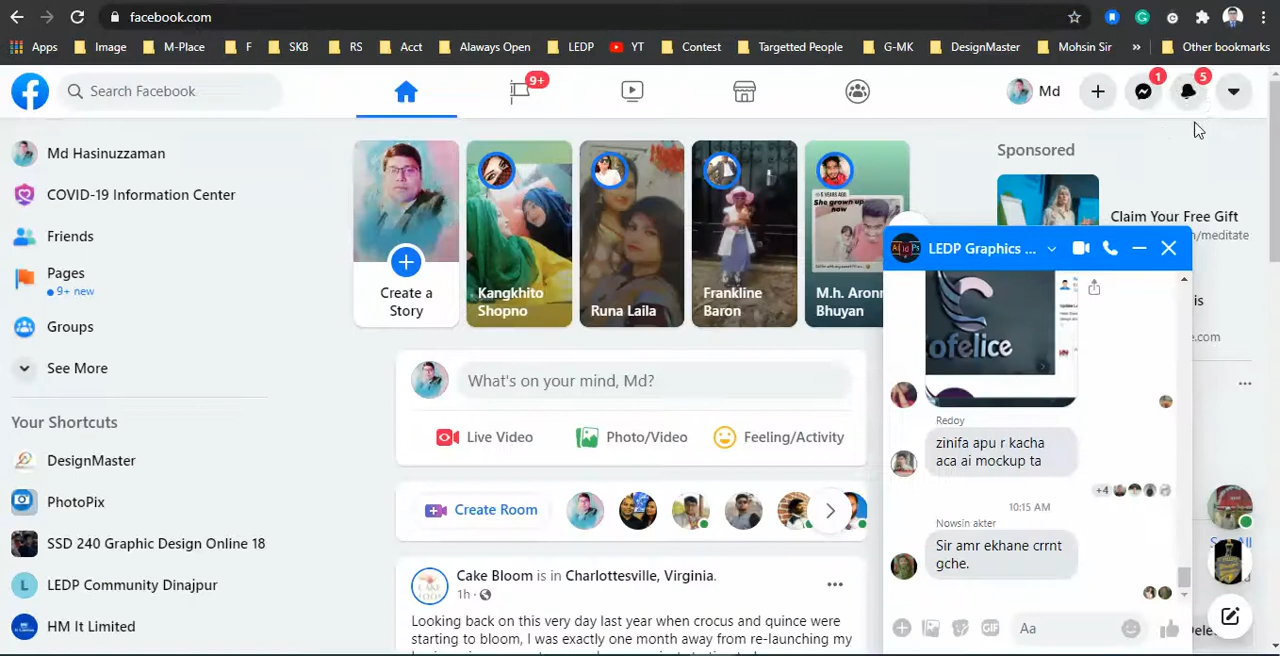 facebook.com
Apps Image M-Place F SKB RS Acct Alaways Open LEDP YT Contest Targetted People G-MK DesignMaster Mohsin Sir » Other bookmarks
Search Facebook
9+
Md
1
5
Md Hasinuzzaman
COVID-19 Information Center
Friends
Pages
9+ new
Groups
See More
Your Shortcuts
DesignMaster
PhotoPix
SSD 240 Graphic Design Online 18
LEDP Community Dinajpur
HM It Limited
Create a
Story
Kangkhito
Shopno
Runa Laila
Frankline
Baron
She grown up
now
M.h. Aronn
Bhuyan
What's on your mind, Md?
Live Video
Photo/Video
Feeling/Activity
Create Room
Cake Bloom is in Charlottesville, Virginia.
1h
Looking back on this very day last year when crocus and quince were
starting to bloom, I was exactly one month away from re-launching my
Sponsored
Claim Your Free Gift
LEDP Graphics ...
ofelice
Redoy
zinifa apu r kacha
aca ai mockup ta
+4
10:15 AM
Nowsin akter
Sir amr ekhane crrnt
gche.
GIF
Aa